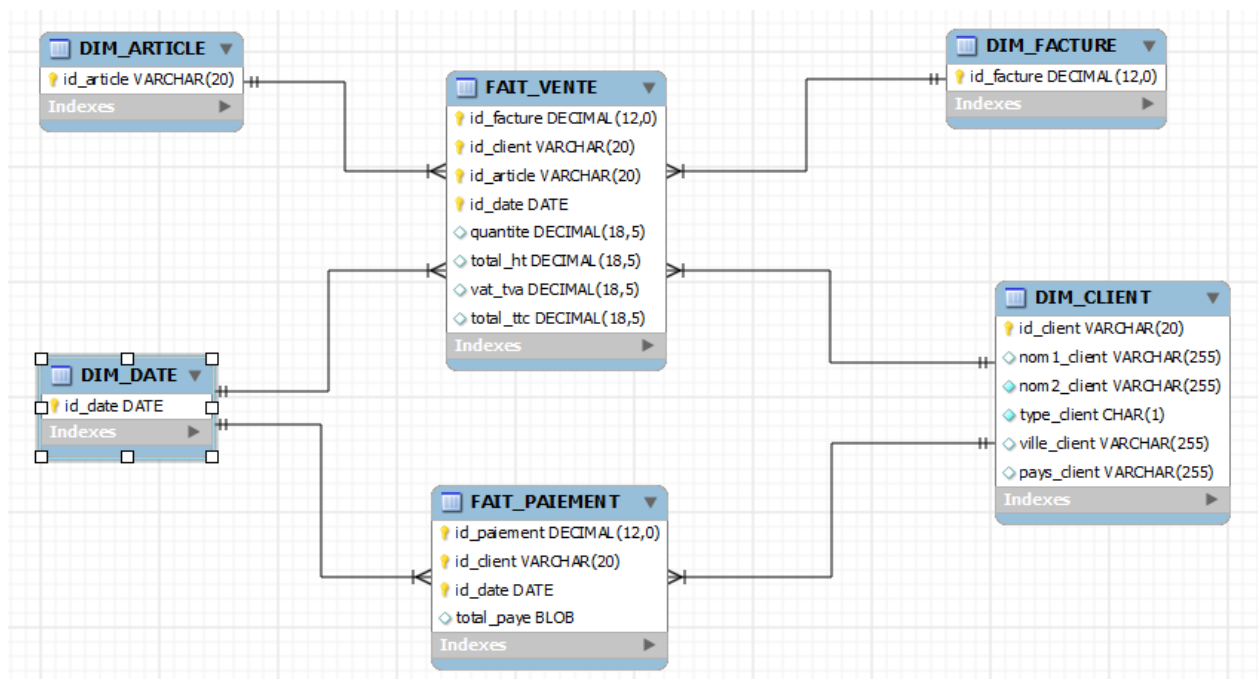 DIM_ARTICLE
id_article VARCHAR(20)
Indexes
FAIT_VENTE
id_facture DECIMAL(12,0)
id_client VARCHAR(20)
id_article VARCHAR(20)
id_date DATE
quantite DECIMAL(18,5)
total_ht DECIMAL(18,5)
vat_tva DECIMAL(18,5)
total_ttc DECIMAL(18,5)
Indexes
DIM_FACTURE
id_facture DECIMAL(12,0)
Indexes
DIM_DATE
id_date DATE
Indexes
DIM_CLIENT
id_client VARCHAR(20)
nom1_client VARCHAR(255)
nom2_client VARCHAR(255)
type_client CHAR(1)
ville_client VARCHAR(255)
pays_client VARCHAR(255)
Indexes
FAIT_PAIEMENT
id_paiement DECIMAL(12,0)
id_client VARCHAR(20)
id_date DATE
total_paye BLOB
Indexes